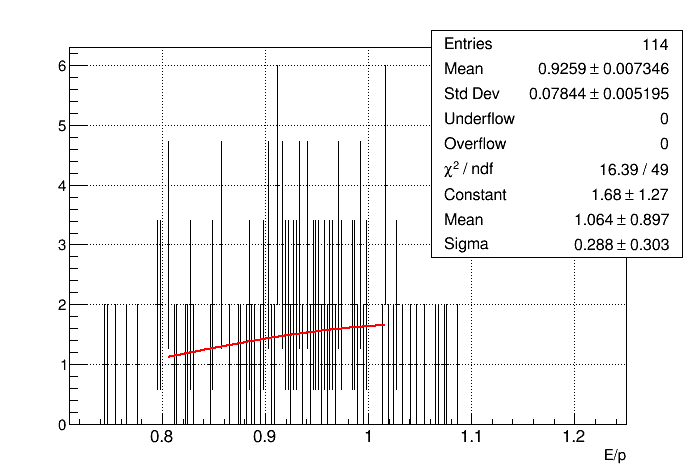 Entries 114
Mean 0.9259 ± 0.007346
Std Dev 0.07844 ± 0.005195
Underflow 0
Overflow 0
χ² / ndf 16.39 / 49
Constant 1.68 ± 1.27
Mean 1.064 ± 0.897
Sigma 0.288 ± 0.303
6
5
4
3
2
1
0
0.8 0.9 1 1.1 1.2
E/p